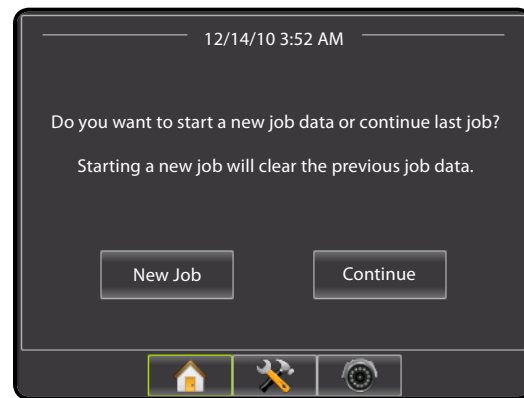 12/14/10 3:52 AM
Do you want to start a new job data or continue last job?
Starting a new job will clear the previous job data.
New Job
Continue